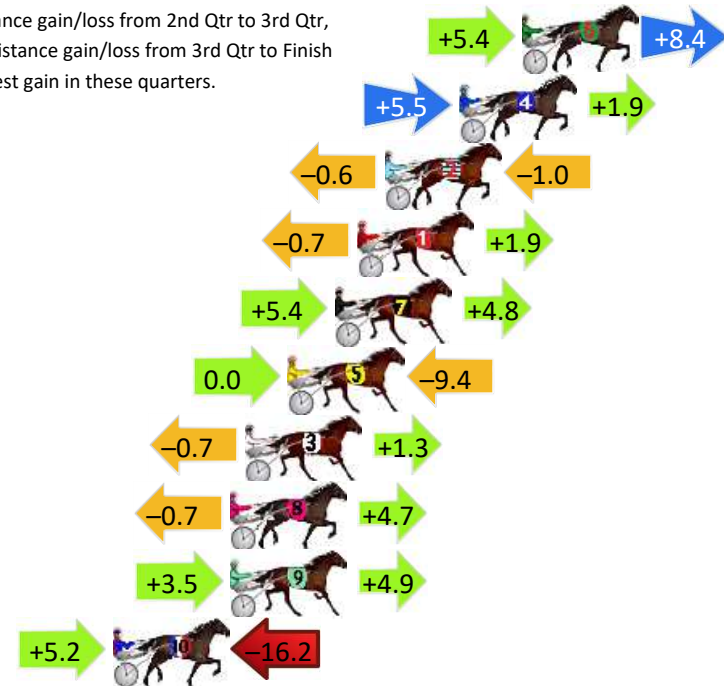 ance gain/loss from 2nd Qtr to 3rd Qtr,
istance gain/loss from 3rd Qtr to Finish
est gain in these quarters.
+5.4 6 +8.4
+5.5 4 +1.9
–0.6 2 –1.0
–0.7 1 +1.9
+5.4 7 +4.8
0.0 5 –9.4
–0.7 3 +1.3
–0.7 8 +4.7
+3.5 9 +4.9
+5.2 10 –16.2